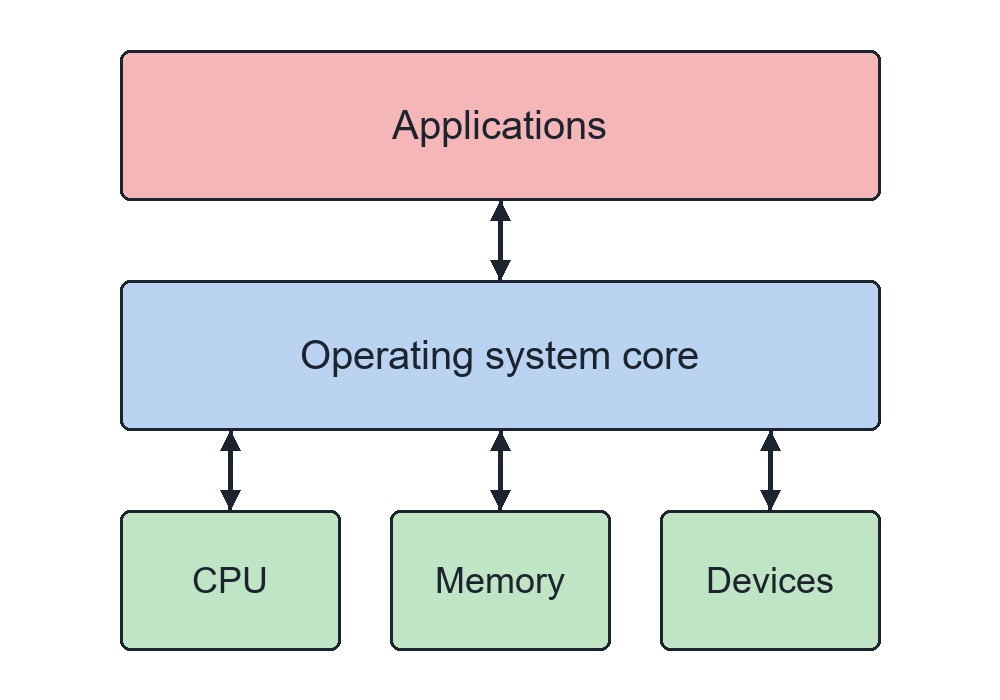 Applications
Operating system core
CPU
Memory
Devices